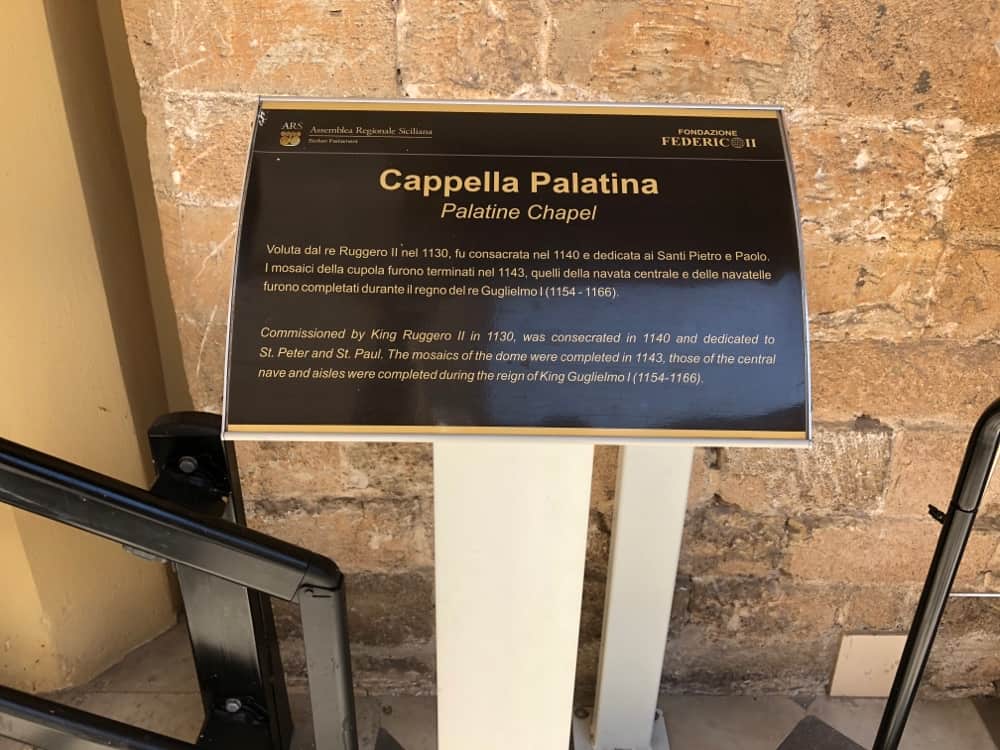 ARS Assemblea Regionale Siciliana
Sicilian Parliament
FONDAZIONE
FEDERICO II
Cappella Palatina
Palatine Chapel
Voluta dal re Ruggero II nel 1130, fu consacrata nel 1140 e dedicata ai Santi Pietro e Paolo.
I mosaici della cupola furono terminati nel 1143, quelli della navata centrale e delle navatelle
furono completati durante il regno del re Guglielmo I (1154 - 1166).
Commissioned by King Ruggero II in 1130, was consecrated in 1140 and dedicated to
St. Peter and St. Paul. The mosaics of the dome were completed in 1143, those of the central
nave and aisles were completed during the reign of King Guglielmo I (1154-1166).